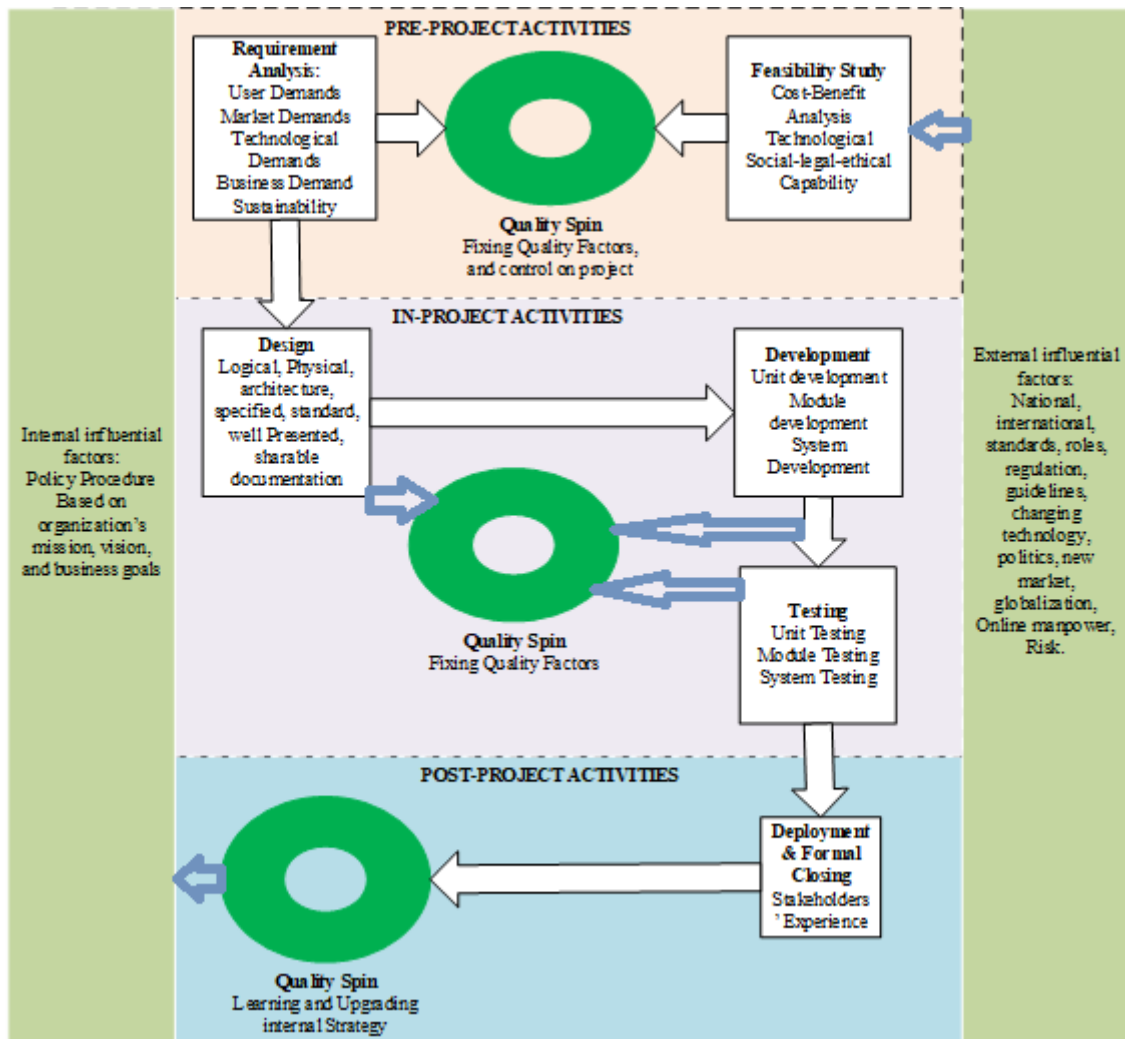 PRE-PROJECT ACTIVITIES
Requirement
Analysis:
User Demands
Market Demands
Technological
Demands
Business Demand
Sustainability
Quality Spin
Fixing Quality Factors,
and control on project
Feasibility Study
Cost-Benefit
Analysis
Technological
Social-legal-ethical
Capability
IN-PROJECT ACTIVITIES
Design
Logical, Physical,
architecture,
specified, standard,
well Presented,
sharable
documentation
Development
Unit development
Module
development
System
Development
Quality Spin
Fixing Quality Factors
Testing
Unit Testing
Module Testing
System Testing
POST-PROJECT ACTIVITIES
Deployment
& Formal
Closing
Stakeholders
’ Experience
Quality Spin
Learning and Upgrading
internal Strategy
Internal influential
factors:
Policy Procedure
Based on
organization’s
mission, vision,
and business goals
External influential
factors:
National,
international,
standards, roles,
regulation,
guidelines,
changing
technology,
politics, new
market,
globalization,
Online manpower,
Risk.